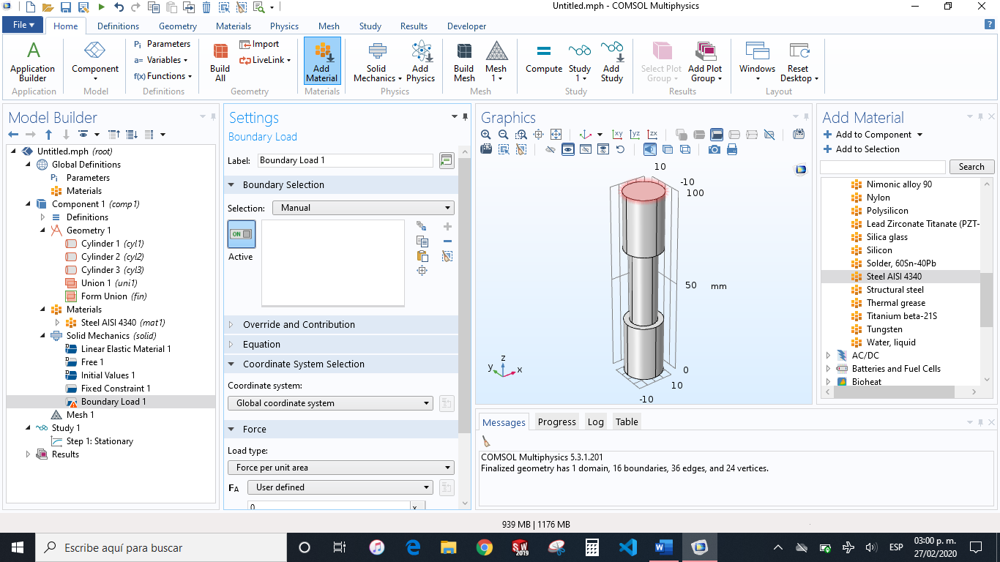 Untitled.mph - COMSOL Multiphysics
File Home Definitions Geometry Materials Physics Mesh Study Results Developer
Application Builder
Application
Component
Model
Pi Parameters
a= Variables
f(x) Functions
Definitions
Build All
Import
LiveLink
Geometry
Add Material
Materials
Solid Mechanics
Add Physics
Physics
Build Mesh
Mesh 1
Mesh
Compute
Study 1
Add Study
Study
Select Plot Group
Add Plot Group
Results
Windows
Reset Desktop
Layout
Model Builder
Untitled.mph (root)
Global Definitions
Pi Parameters
Materials
Component 1 (comp1)
Definitions
Geometry 1
Cylinder 1 (cyl1)
Cylinder 2 (cyl2)
Cylinder 3 (cyl3)
Union 1 (uni1)
Form Union (fin)
Materials
Steel AISI 4340 (mat1)
Solid Mechanics (solid)
Linear Elastic Material 1
Free 1
Initial Values 1
Fixed Constraint 1
Boundary Load 1
Mesh 1
Study 1
Step 1: Stationary
Results
Settings
Boundary Load
Label: Boundary Load 1
Boundary Selection
Selection: Manual
ON
Active
Override and Contribution
Equation
Coordinate System Selection
Coordinate system:
Global coordinate system
Force
Load type:
Force per unit area
FA User defined
0 x
Graphics
xy yz zx
10
-10
100
50 mm
0
10
-10
z
y x
Messages Progress Log Table
COMSOL Multiphysics 5.3.1.201
Finalized geometry has 1 domain, 16 boundaries, 36 edges, and 24 vertices.
Add Material
+ Add to Component
+ Add to Selection
Search
Nimonic alloy 90
Nylon
Polysilicon
Lead Zirconate Titanate (PZT-
Silica glass
Silicon
Solder, 60Sn-40Pb
Steel AISI 4340
Structural steel
Thermal grease
Titanium beta-21S
Tungsten
Water, liquid
AC/DC
Batteries and Fuel Cells
Bioheat
939 MB | 1176 MB
Escribe aquí para buscar
SW 2019
ESP
03:00 p. m.
27/02/2020